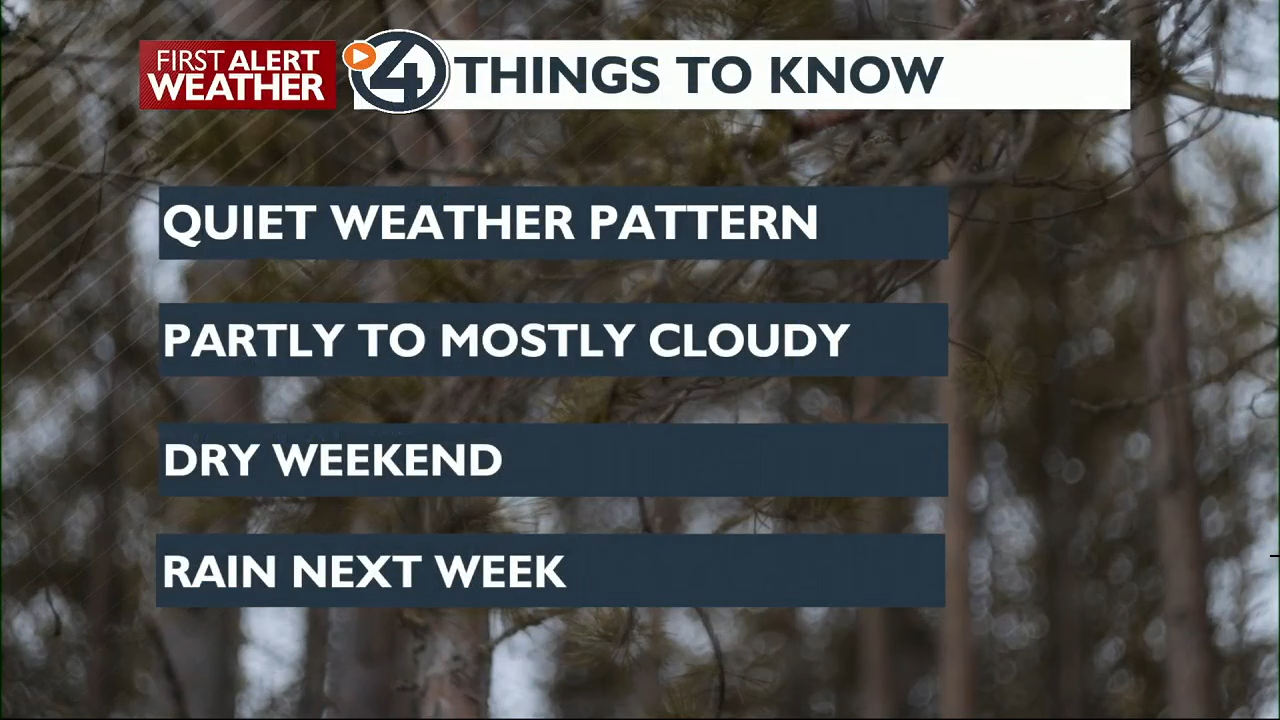 FIRST ALERT
WEATHER
4 THINGS TO KNOW
QUIET WEATHER PATTERN
PARTLY TO MOSTLY CLOUDY
DRY WEEKEND
RAIN NEXT WEEK